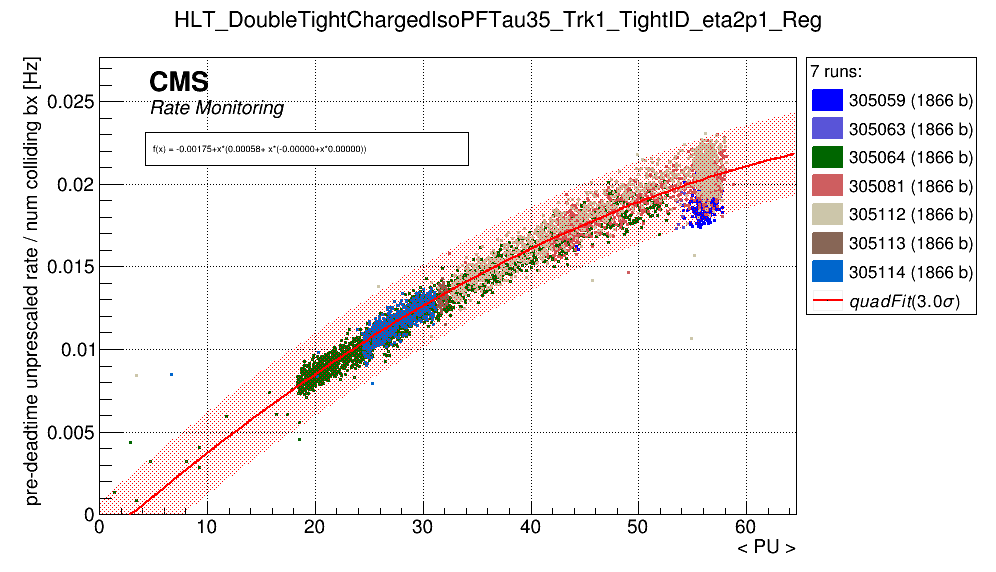 HLT_DoubleTightChargedIsoPFTau35_Trk1_TightID_eta2p1_Reg
pre-deadtime unprescaled rate / num colliding bx [Hz]
CMS
Rate Monitoring
f(x) = -0.00175+x*(0.00058+ x*(-0.00000+x*0.00000))
0.025
0.02
0.015
0.01
0.005
0
0 10 20 30 40 50 60
< PU >
7 runs:
305059 (1866 b)
305063 (1866 b)
305064 (1866 b)
305081 (1866 b)
305112 (1866 b)
305113 (1866 b)
305114 (1866 b)
quadFit(3.0σ)